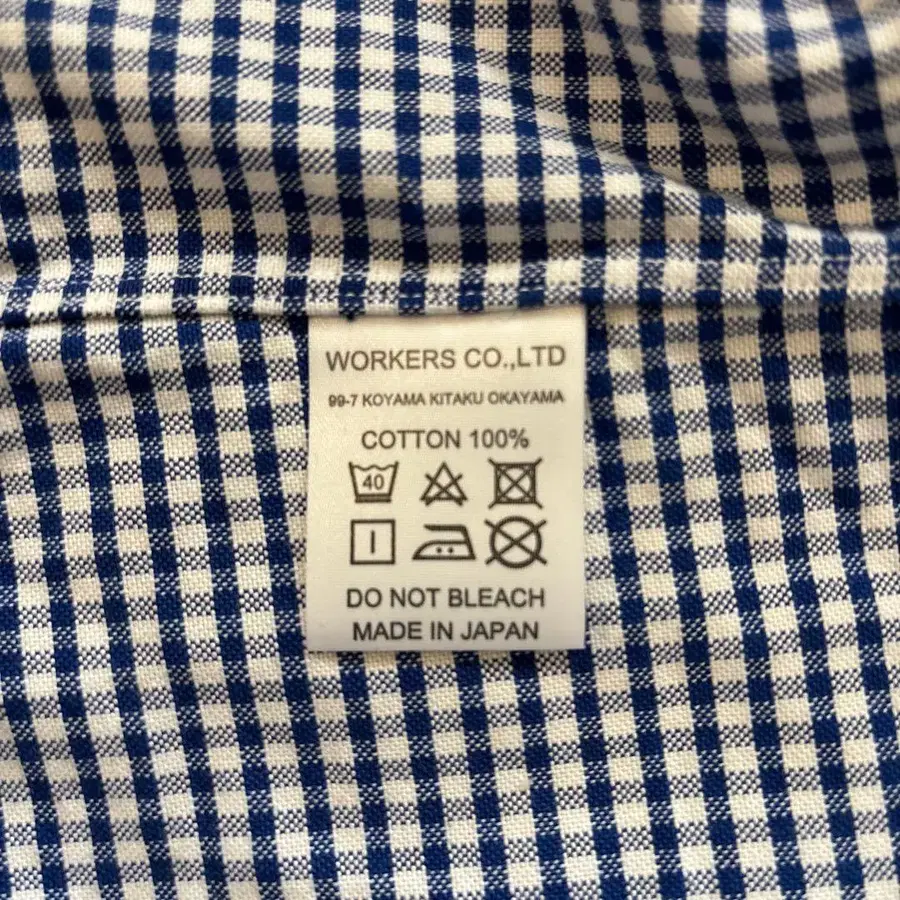 WORKERS CO.,LTD
99-7 KOYAMA KITAKU OKAYAMA
COTTON 100%
40
DO NOT BLEACH
MADE IN JAPAN